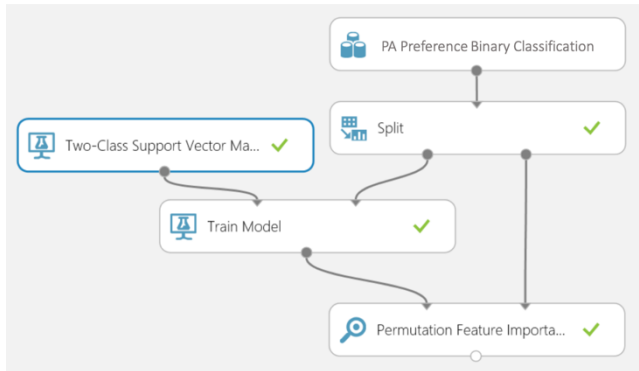 PA Preference Binary Classification
Split
Two-Class Support Vector Ma...
Train Model
Permutation Feature Importa...